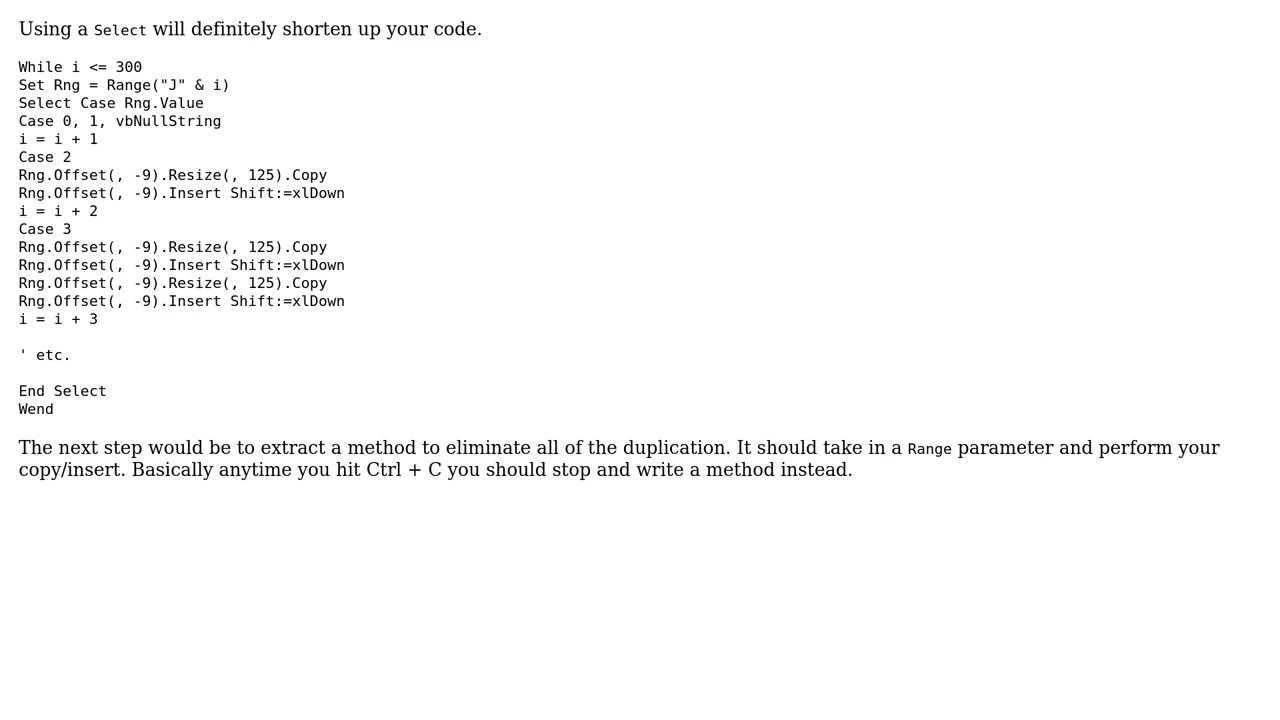 Using a Select will definitely shorten up your code.
While i <= 300
Set Rng = Range("J" & i)
Select Case Rng.Value
Case 0, 1, vbNullString
i = i + 1
Case 2
Rng.Offset(, -9).Resize(, 125).Copy
Rng.Offset(, -9).Insert Shift:=xlDown
i = i + 2
Case 3
Rng.Offset(, -9).Resize(, 125).Copy
Rng.Offset(, -9).Insert Shift:=xlDown
Rng.Offset(, -9).Resize(, 125).Copy
Rng.Offset(, -9).Insert Shift:=xlDown
i = i + 3
' etc.
End Select
Wend
The next step would be to extract a method to eliminate all of the duplication. It should take in a Range parameter and perform your
copy/insert. Basically anytime you hit Ctrl + C you should stop and write a method instead.